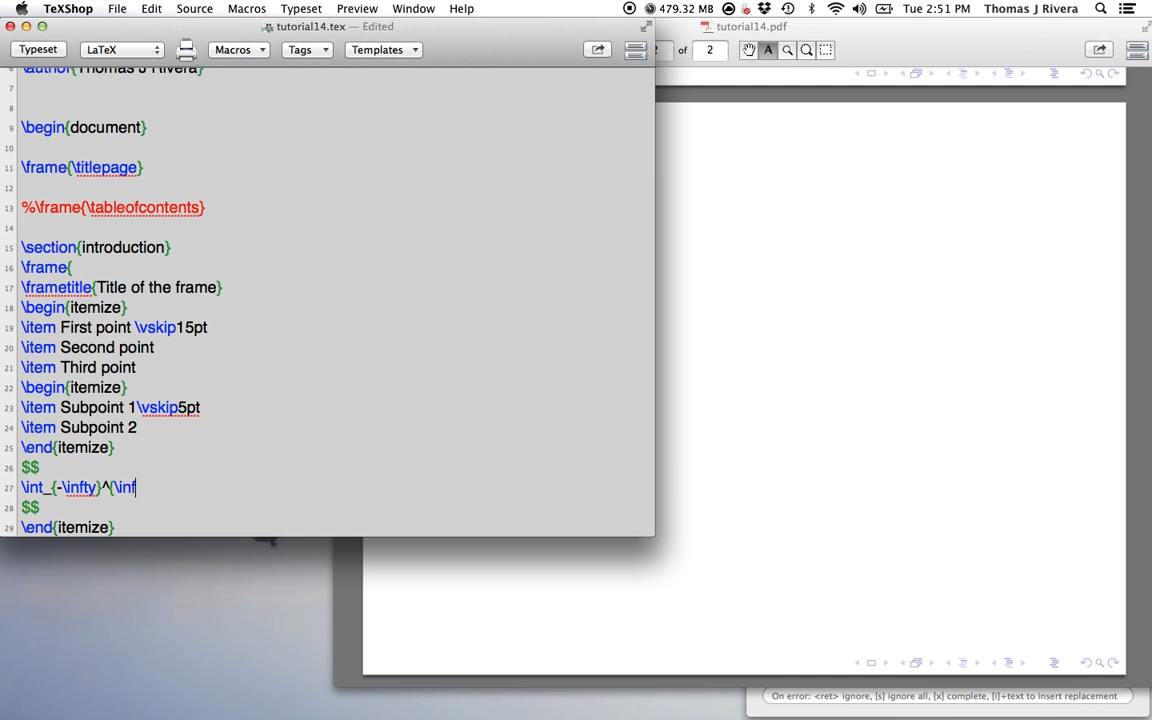 TeXShop File Edit Source Macros Typeset Preview Window Help 479.32 MB Tue 2:51 PM Thomas J Rivera
tutorial14.tex — Edited
tutorial14.pdf
Typeset LaTeX Macros Tags Templates
2 of 2
6 \author{Thomas J Rivera}
7
8
9 \begin{document}
10
11 \frame{\titlepage}
12
13 %\frame{\tableofcontents}
14
15 \section{introduction}
16 \frame{
17 \frametitle{Title of the frame}
18 \begin{itemize}
19 \item First point \vskip15pt
20 \item Second point
21 \item Third point
22 \begin{itemize}
23 \item Subpoint 1\vskip5pt
24 \item Subpoint 2
25 \end{itemize}
26 $$
27 \int_{-\infty}^{\inf
28 $$
29 \end{itemize}
On error: <ret> ignore, [s] ignore all, [x] complete, [i]+text to insert replacement